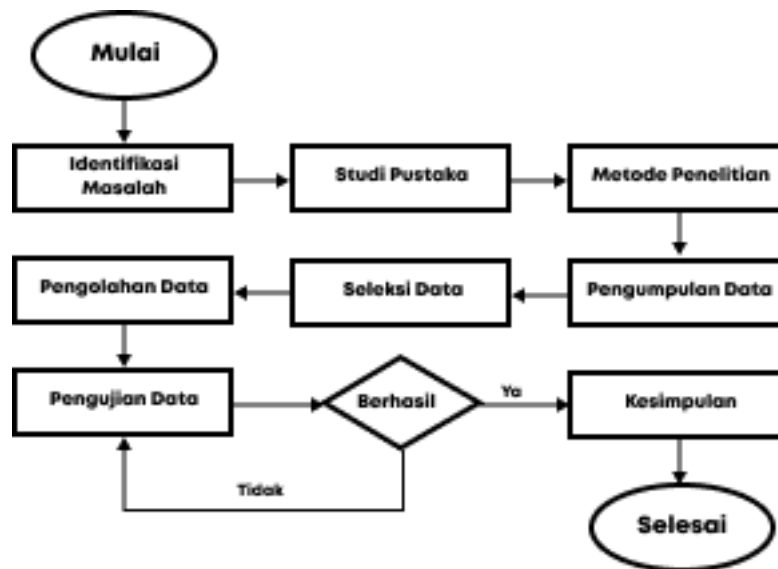 Mulai
Identifikasi
Masalah
Studi Pustaka
Metode Penelitian
Pengumpulan Data
Seleksi Data
Pengolahan Data
Pengujian Data
Berhasil
Ya
Tidak
Kesimpulan
Selesai